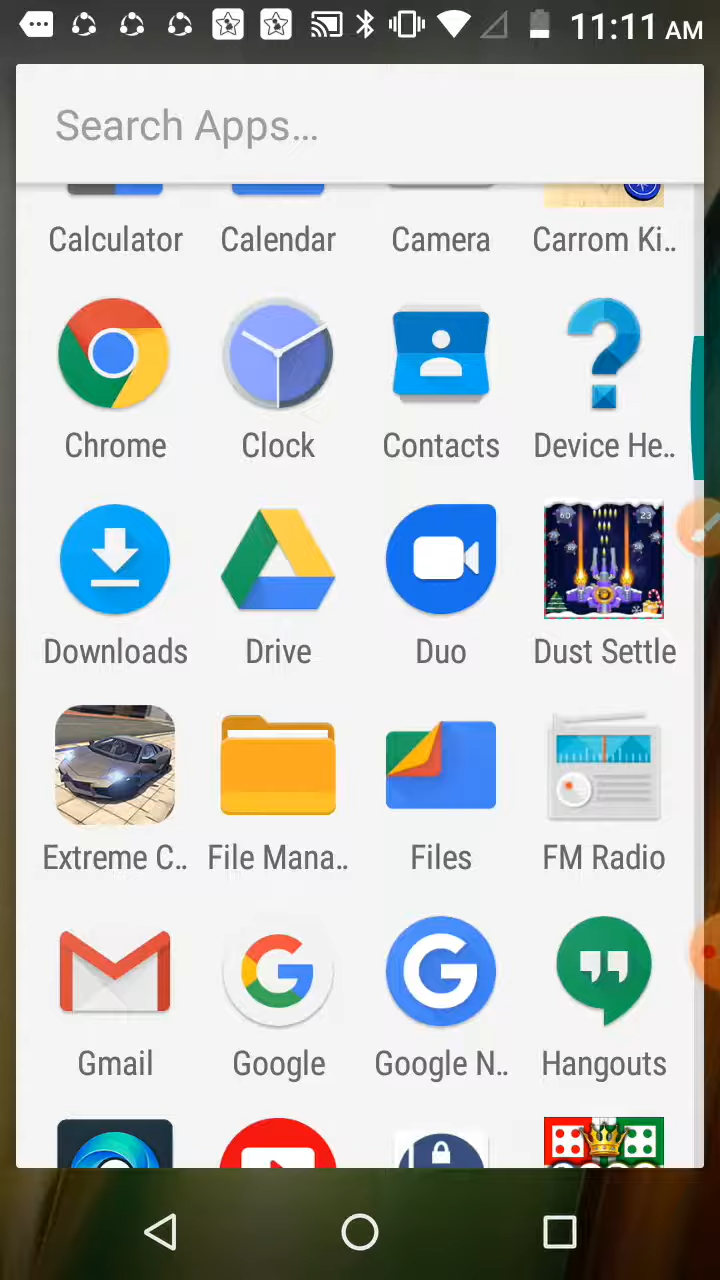 11:11 AM
Search Apps...
Calculator Calendar Camera Carrom Ki..
Chrome Clock Contacts Device He..
Downloads Drive Duo Dust Settle
Extreme C.. File Mana.. Files FM Radio
Gmail Google Google N.. Hangouts